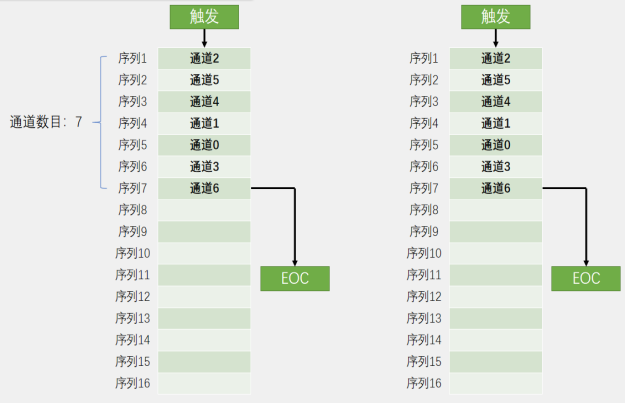 触发
序列1 通道2
序列2 通道5
序列3 通道4
序列4 通道1
序列5 通道0
序列6 通道3
序列7 通道6
序列8
序列9
序列10
序列11
序列12
序列13
序列14
序列15
序列16
通道数目：7
EOC
触发
序列1 通道2
序列2 通道5
序列3 通道4
序列4 通道1
序列5 通道0
序列6 通道3
序列7 通道6
序列8
序列9
序列10
序列11
序列12
序列13
序列14
序列15
序列16
EOC